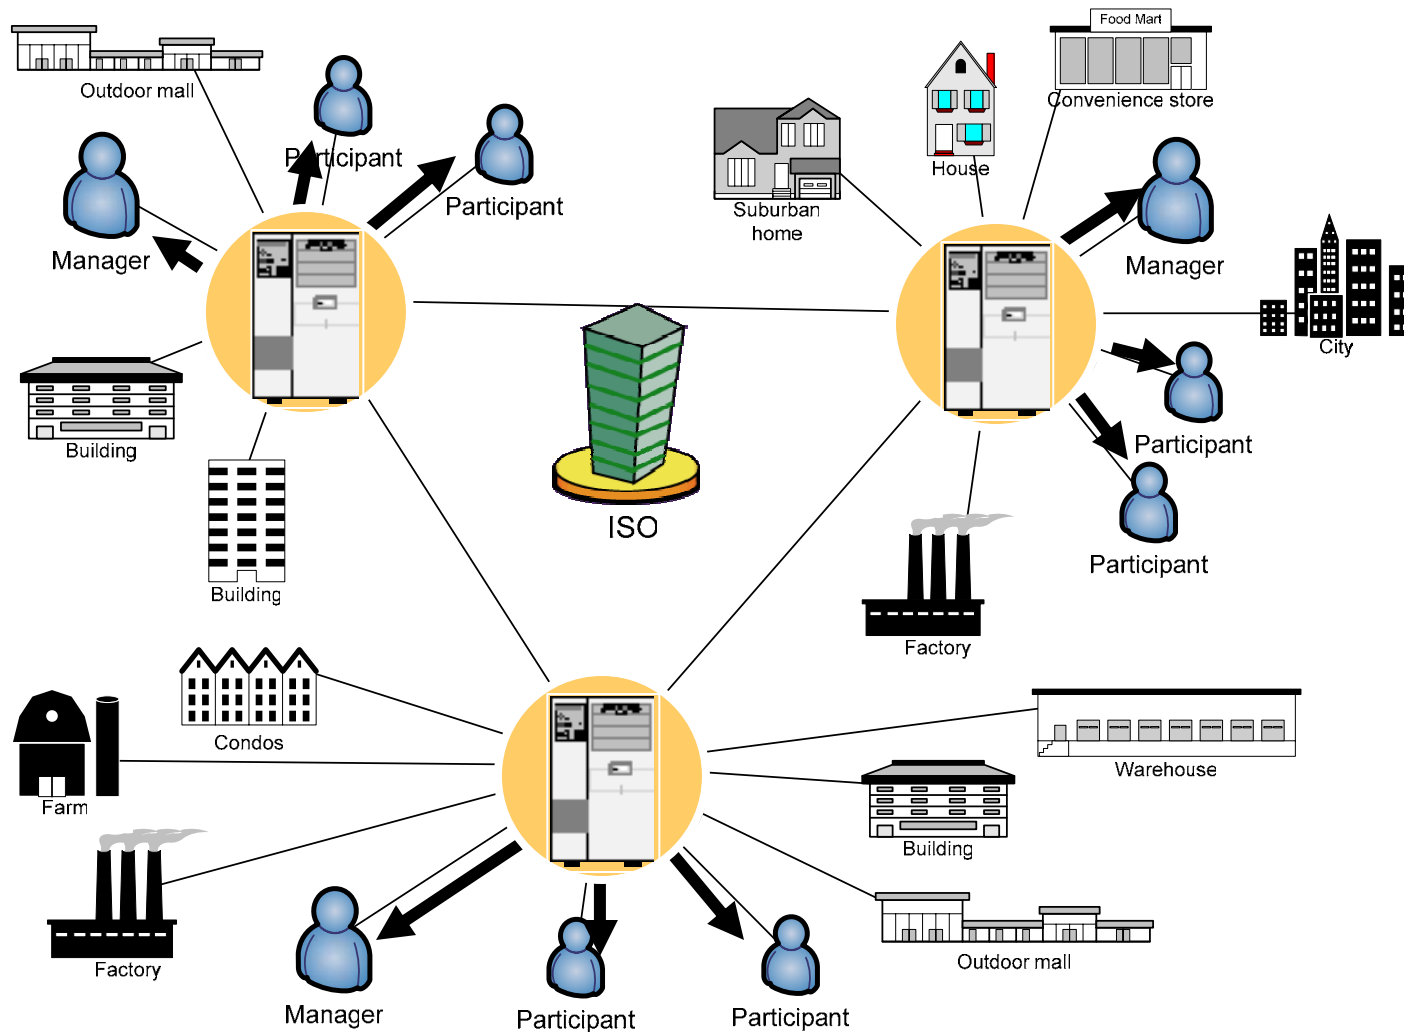 Food Mart
Outdoor mall
Convenience store
Participant
House
Participant
Suburban
home
Manager
Manager
City
Building
Participant
ISO
Participant
Building
Factory
Condos
Warehouse
Farm
Building
Factory
Outdoor mall
Manager
Participant
Participant